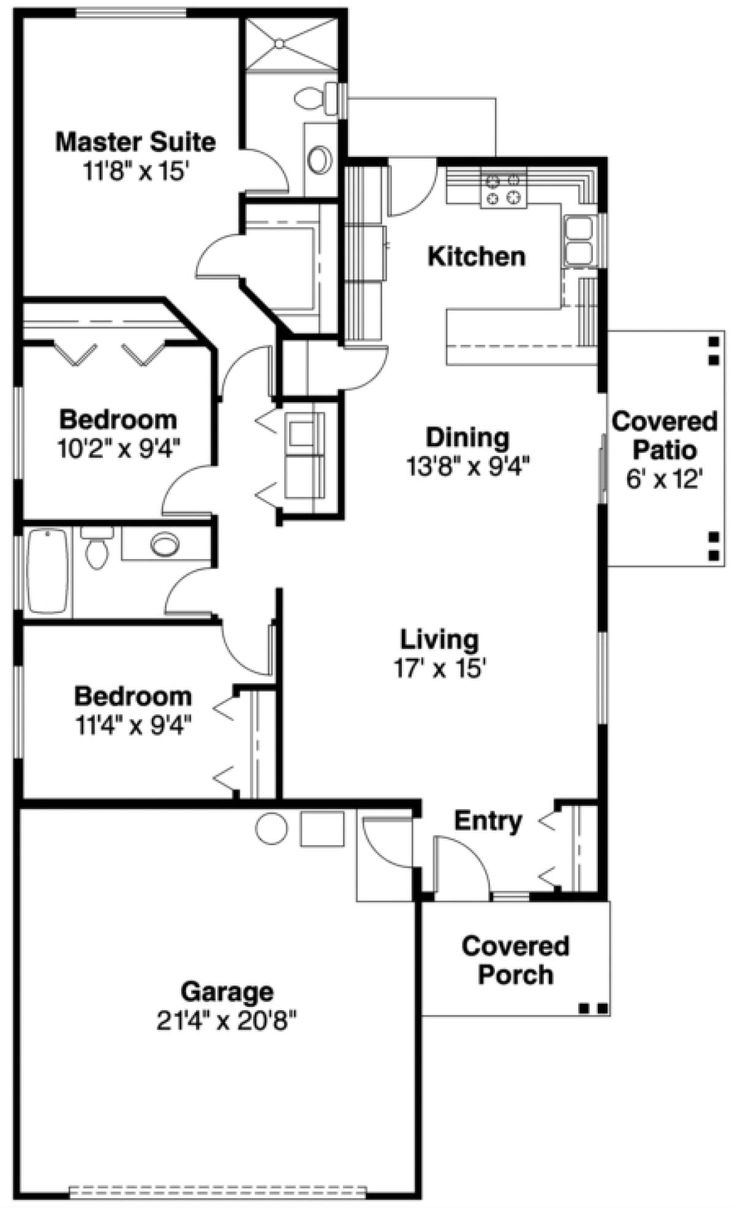 Master Suite
11'8" x 15'
Kitchen
Bedroom
10'2" x 9'4"
Dining
13'8" x 9'4"
Covered
Patio
6' x 12'
Living
17' x 15'
Bedroom
11'4" x 9'4"
Entry
Covered
Porch
Garage
21'4" x 20'8"